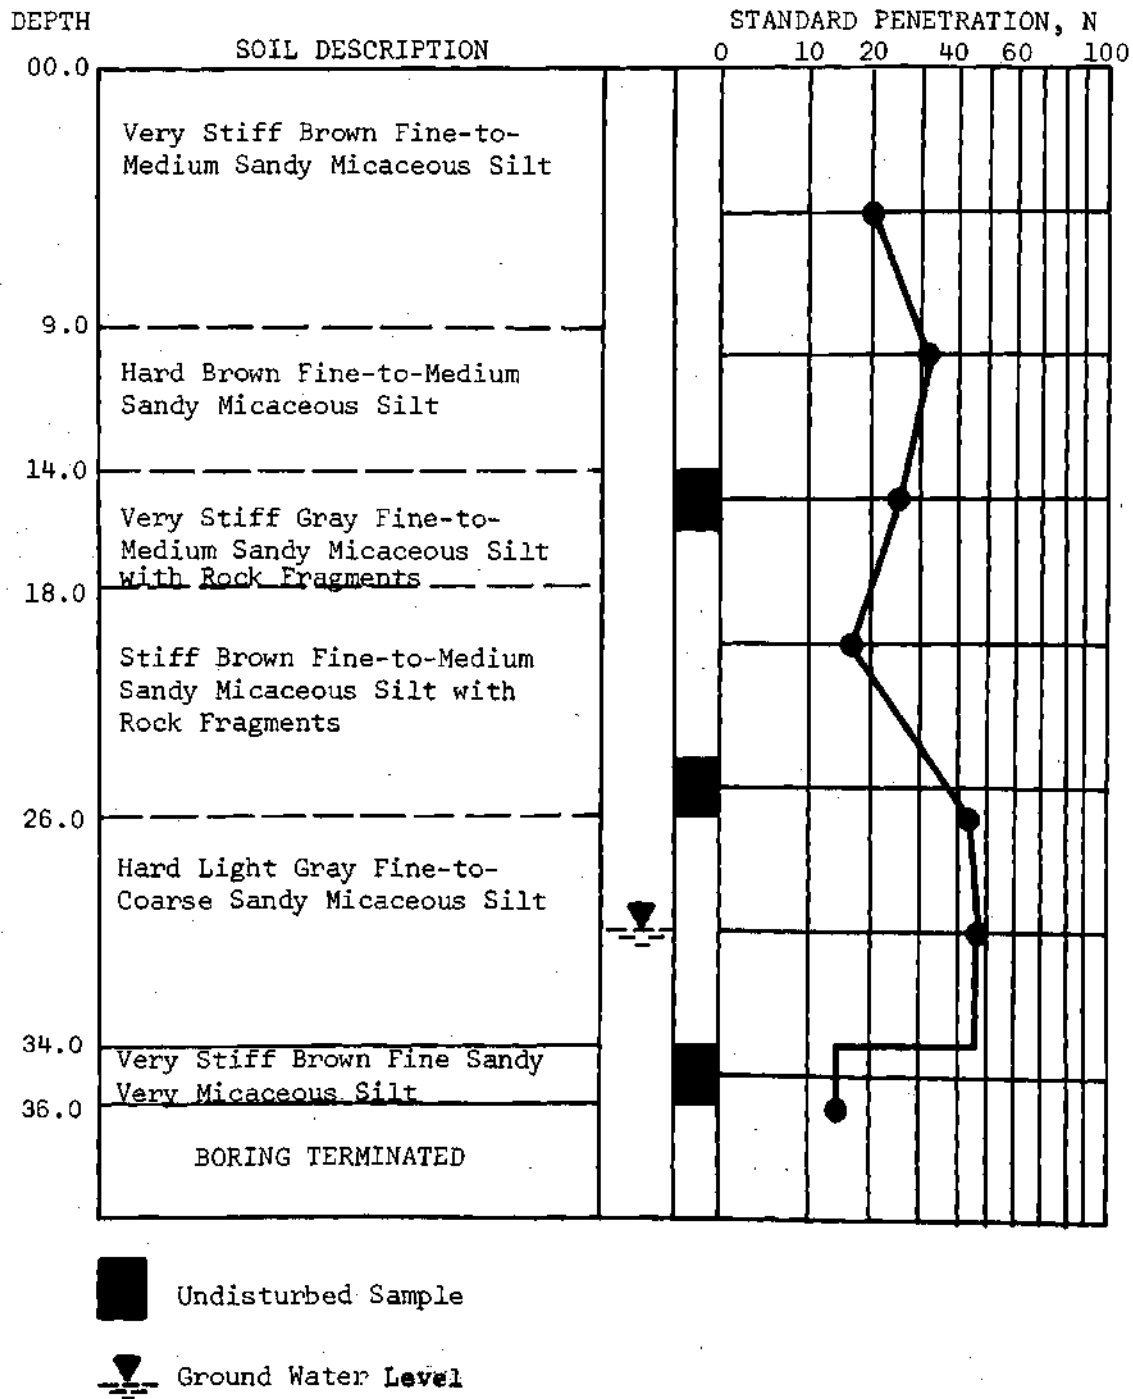 DEPTH
SOIL DESCRIPTION
STANDARD PENETRATION, N
0 10 20 40 60 100
00.0
Very Stiff Brown Fine-to-
Medium Sandy Micaceous Silt
9.0
Hard Brown Fine-to-Medium
Sandy Micaceous Silt
14.0
Very Stiff Gray Fine-to-
Medium Sandy Micaceous Silt
with Rock Fragments
18.0
Stiff Brown Fine-to-Medium
Sandy Micaceous Silt with
Rock Fragments
26.0
Hard Light Gray Fine-to-
Coarse Sandy Micaceous Silt
34.0
Very Stiff Brown Fine Sandy
Very Micaceous Silt
36.0
BORING TERMINATED
Undisturbed Sample
Ground Water Level